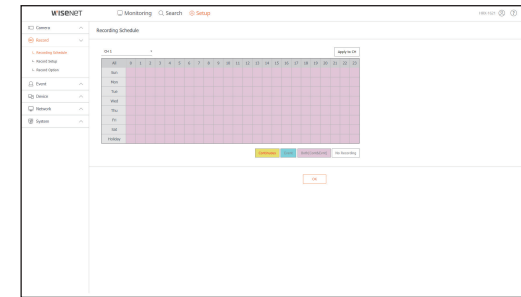 WISENET
Monitoring Search Setup
Camera
Record
Recording Schedule
Record Setup
Record Option
Event
Device
Network
System
Recording Schedule
CH 1
Apply to CH
All 0 1 2 3 4 5 6 7 8 9 10 11 12 13 14 15 16 17 18 19 20 21 22 23
Sun
Mon
Tue
Wed
Thu
Fri
Sat
Holiday
Continuous Event Both(Cont&Evt) No Recording
OK